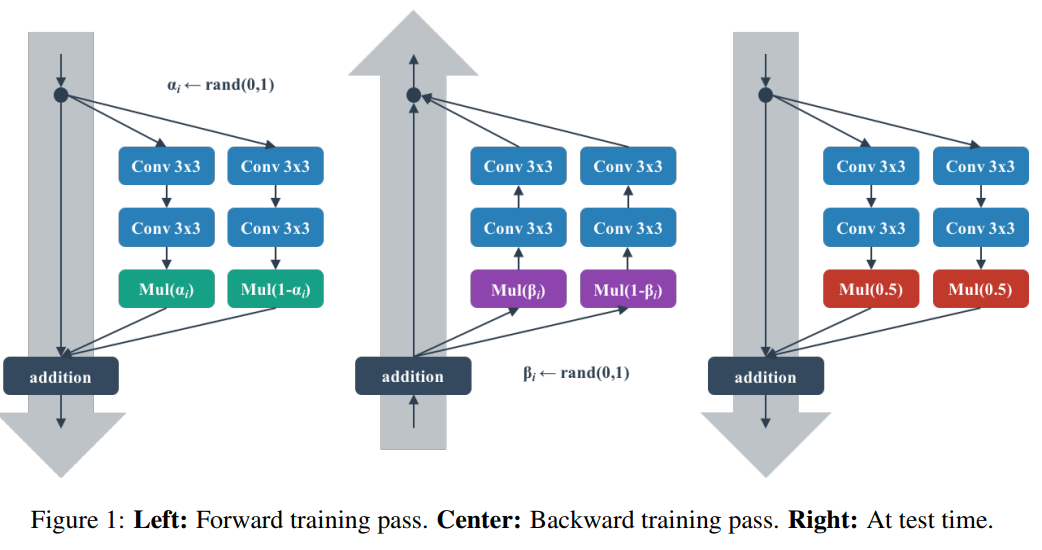 αᵢ ← rand(0,1)
Conv 3x3 Conv 3x3
Conv 3x3 Conv 3x3
Mul(αᵢ) Mul(1-αᵢ)
addition
Conv 3x3 Conv 3x3
Conv 3x3 Conv 3x3
Mul(βᵢ) Mul(1-βᵢ)
addition
βᵢ ← rand(0,1)
Conv 3x3 Conv 3x3
Conv 3x3 Conv 3x3
Mul(0.5) Mul(0.5)
addition
Figure 1: Left: Forward training pass. Center: Backward training pass. Right: At test time.